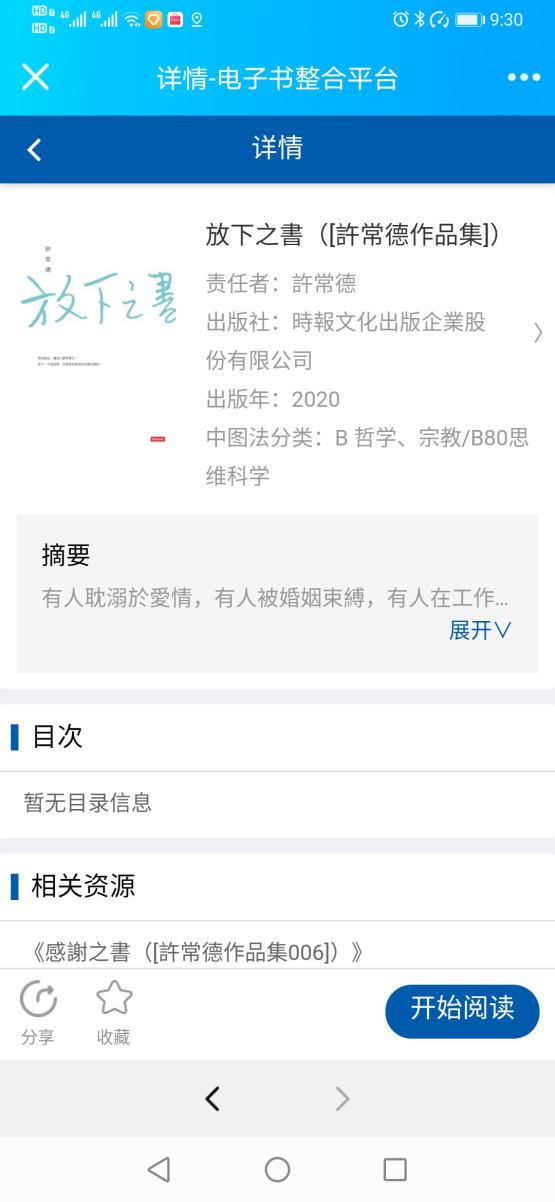 9:30
详情-电子书整合平台
详情
許常德
放下之書
放下之書（[許常德作品集]）
责任者：許常德
出版社：時報文化出版企業股
份有限公司
出版年：2020
中图法分类：B 哲学、宗教/B80思
维科学
摘要
有人耽溺於愛情，有人被婚姻束縛，有人在工作...
展开
目次
暂无目录信息
相关资源
《感謝之書（[許常德作品集006]）》
分享
收藏
开始阅读